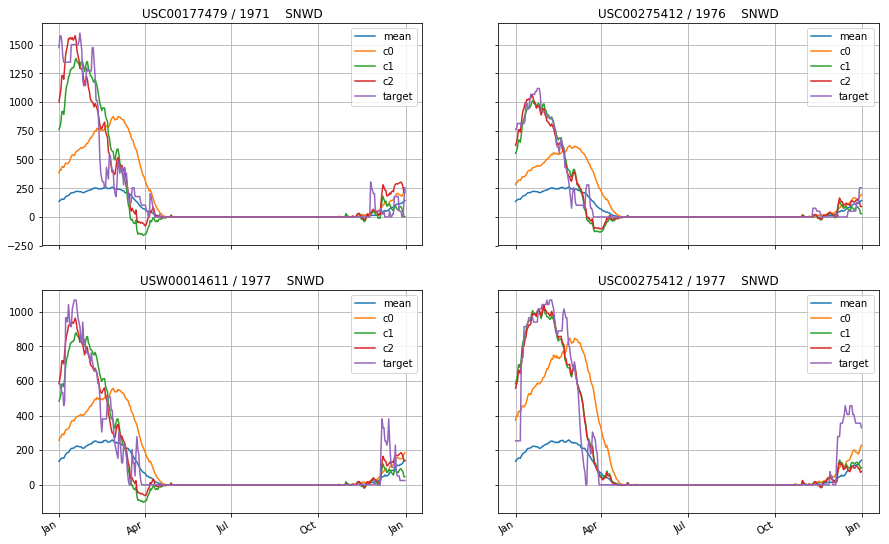 USC00177479 / 1971    SNWD
mean
c0
c1
c2
target
1500
1250
1000
750
500
250
0
−250
USC00275412 / 1976    SNWD
mean
c0
c1
c2
target
USW00014611 / 1977    SNWD
mean
c0
c1
c2
target
1000
800
600
400
200
0
Jan
Apr
Jul
Oct
Jan
USC00275412 / 1977    SNWD
mean
c0
c1
c2
target
Jan
Apr
Jul
Oct
Jan